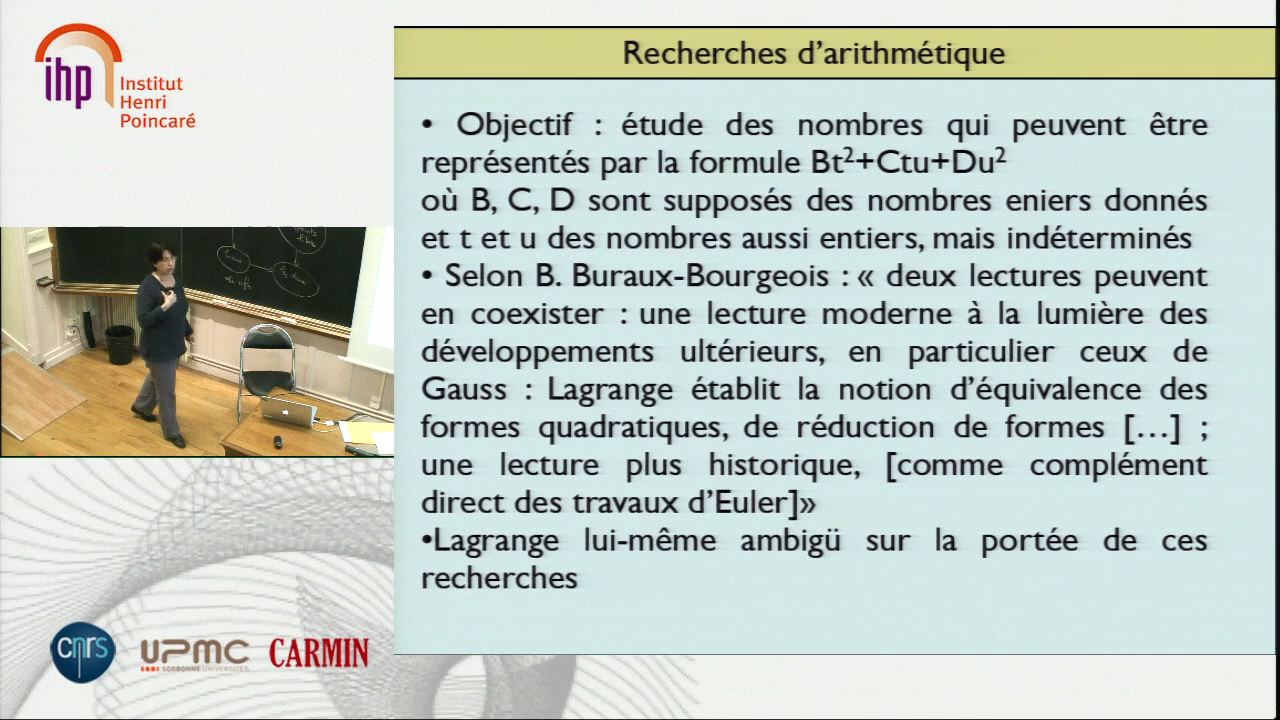 ihp
Institut
Henri
Poincaré
Recherches d’arithmétique
• Objectif : étude des nombres qui peuvent être
représentés par la formule Bt²+Ctu+Du²
où B, C, D sont supposés des nombres eniers donnés
et t et u des nombres aussi entiers, mais indéterminés
• Selon B. Buraux-Bourgeois : « deux lectures peuvent
en coexister : une lecture moderne à la lumière des
développements ultérieurs, en particulier ceux de
Gauss : Lagrange établit la notion d’équivalence des
formes quadratiques, de réduction de formes […] ;
une lecture plus historique, [comme complément
direct des travaux d’Euler]»
•Lagrange lui-même ambigü sur la portée de ces
recherches
cnrs
UPMC
SORBONNE UNIVERSITÉS
CARMIN